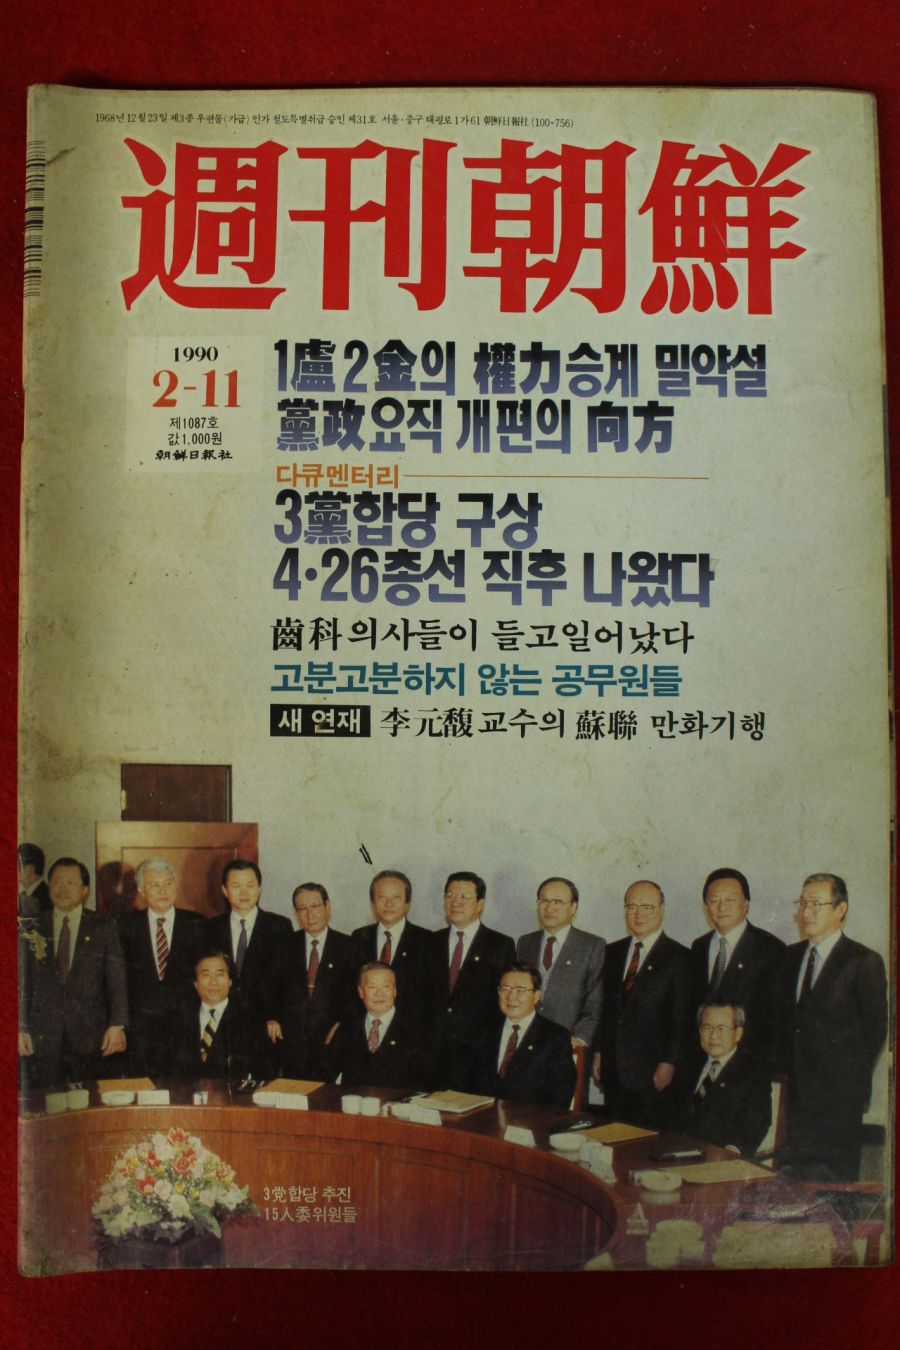 1968년 12월 23일 제3종 우편물(가급) 인가 철도특별취급 승인 제31호 서울·중구 태평로 1가 61 朝鮮日報社 (100-756)
週刊朝鮮
1990
2-11
제1087호
값 1,000원
朝鮮日報社
1盧 2金의 權力승계 밀약설
黨政요직 개편의 向方
다큐멘터리
3黨합당 구상
4·26총선 직후 나왔다
齒科의사들이 들고일어났다
고분고분하지 않는 공무원들
새 연재 李元馥교수의 蘇聯 만화기행
3党합당 추진
15人委위원들